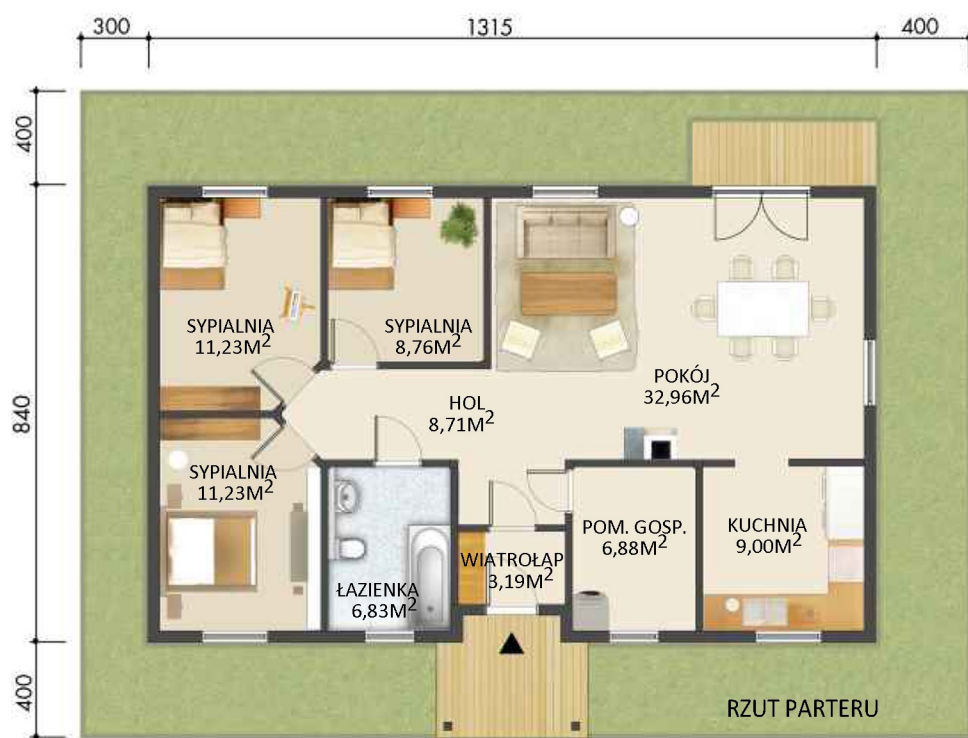 300
1315
400
400
840
400
SYPIALNIA
11,23M²
SYPIALNIA
8,76M²
POKÓJ
32,96M²
HOL
8,71M²
SYPIALNIA
11,23M²
ŁAZIENKA
6,83M²
WIATROŁAP
3,19M²
POM. GOSP.
6,88M²
KUCHNIA
9,00M²
RZUT PARTERU